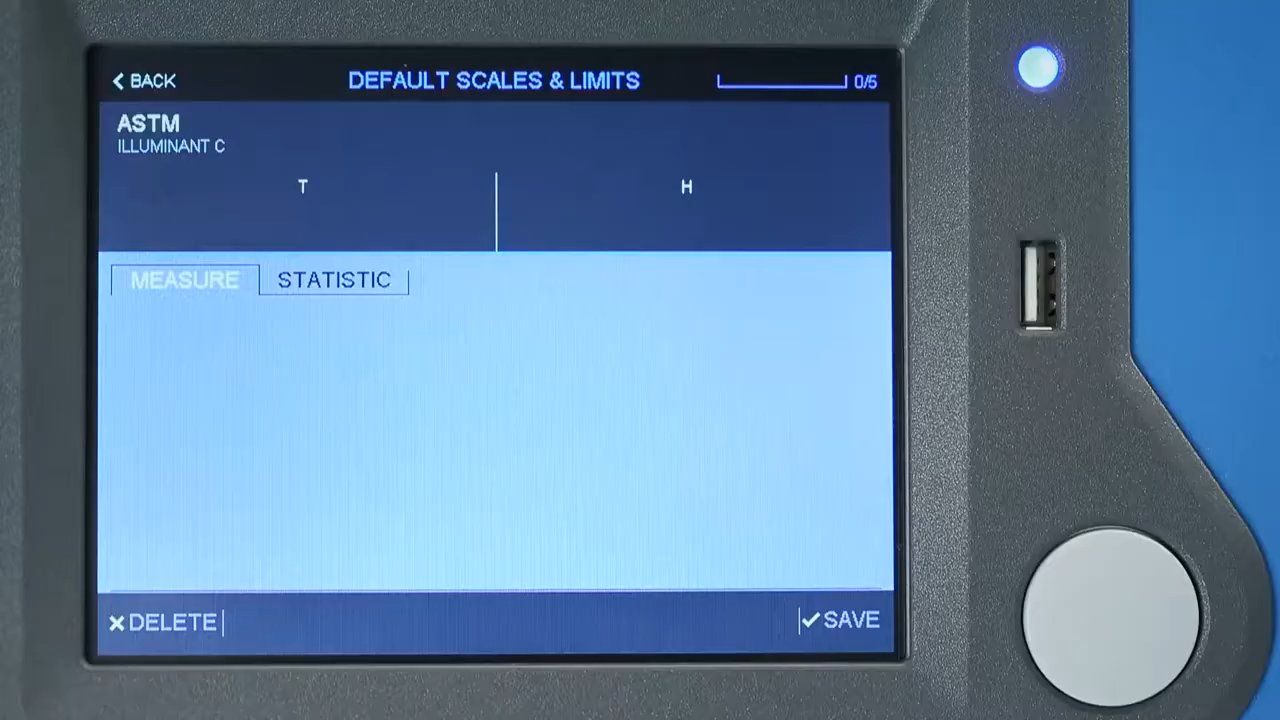 BACK
DEFAULT SCALES & LIMITS
0/5
ASTM
ILLUMINANT C
T
H
MEASURE
STATISTIC
DELETE
SAVE